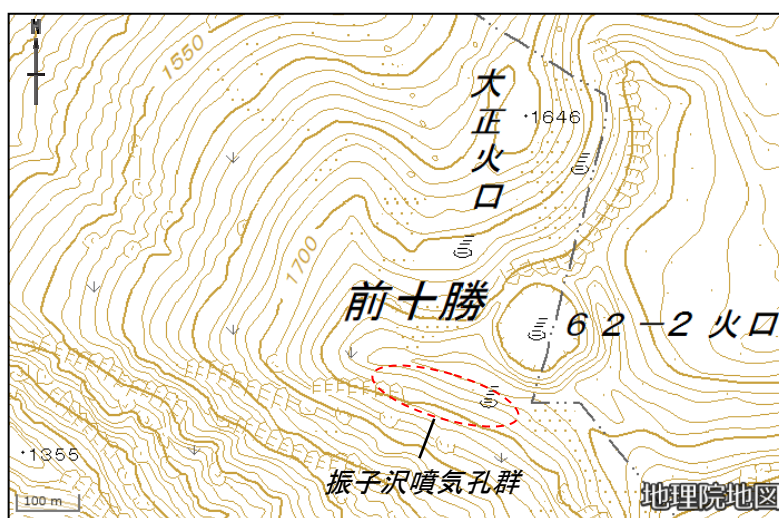 N
1550
大正火口
・1646
1700
前十勝
62-2 火口
・1355
振子沢噴気孔群
100 m
地理院地図